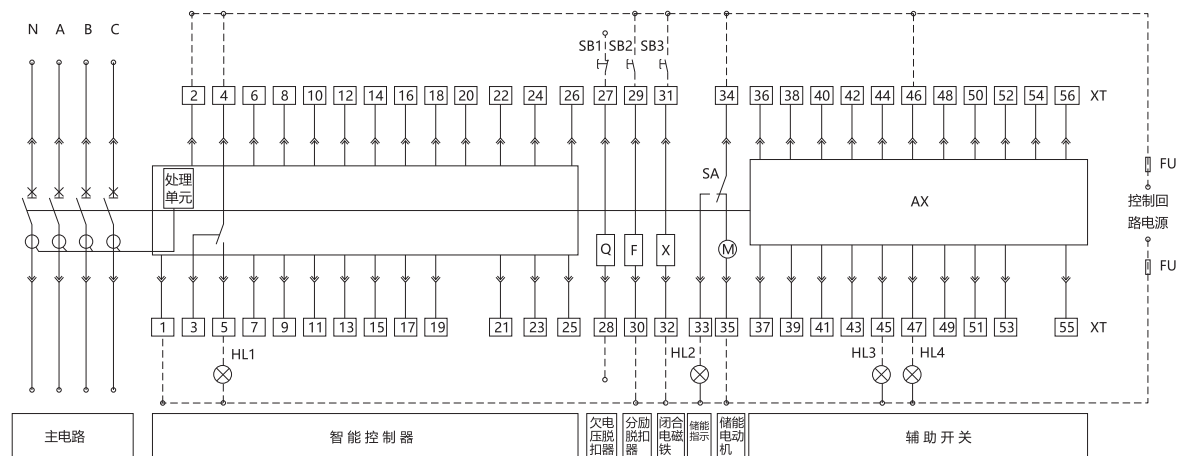 N A B C
SB1 SB2 SB3
2 4 6 8 10 12 14 16 18 20 22 24 26 27 29 31 34 36 38 40 42 44 46 48 50 52 54 56 XT
FU
处理
单元
SA
AX
控制回
路电源
Q F X M
FU
1 3 5 7 9 11 13 15 17 19 21 23 25 28 30 32 33 35 37 39 41 43 45 47 49 51 53 55 XT
HL1 HL2 HL3 HL4
主电路
智能控制器
欠电
压脱
扣器
分励
脱扣
器
闭合
电磁
铁
储能
指示
储能
电动
机
辅助开关